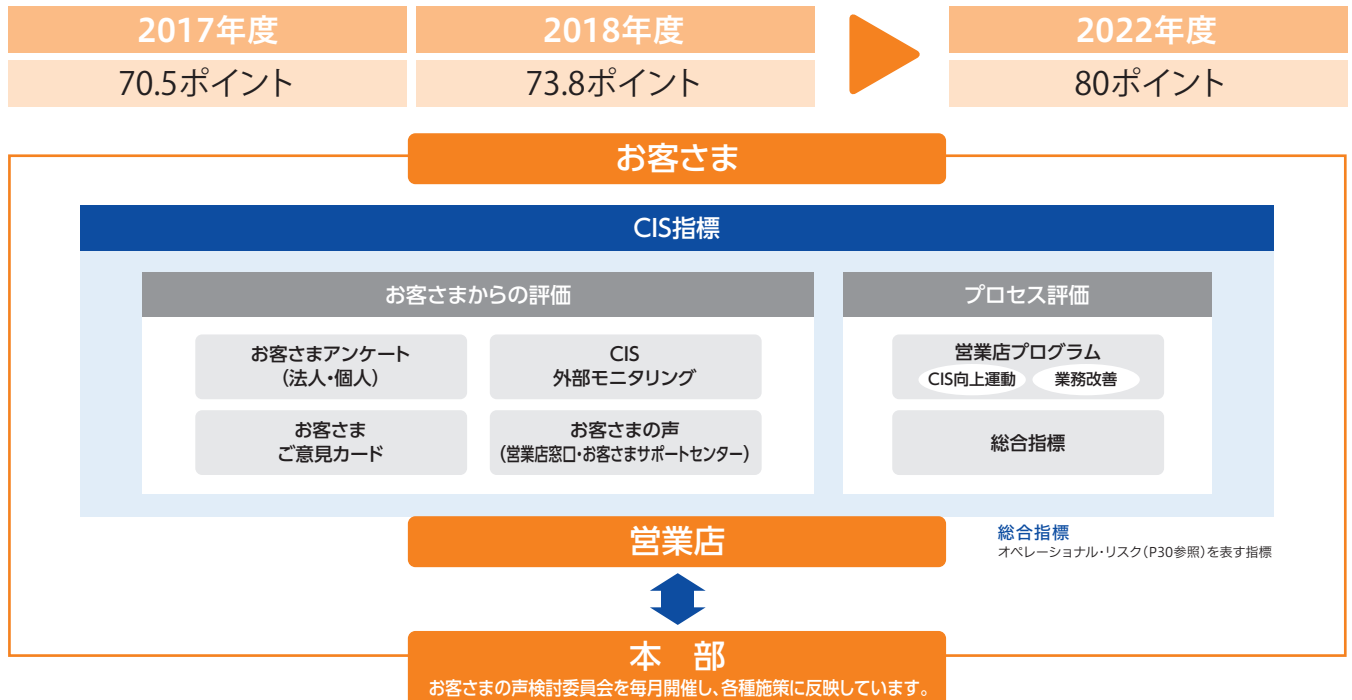 2017年度
70.5ポイント
2018年度
73.8ポイント
2022年度
80ポイント
お客さま
CIS指標
お客さまからの評価
お客さまアンケート
(法人・個人)
CIS
外部モニタリング
お客さま
ご意見カード
お客さまの声
(営業店窓口・お客さまサポートセンター)
プロセス評価
営業店プログラム
CIS向上運動
業務改善
総合指標
営業店
総合指標
オペレーショナル・リスク(P30参照)を表す指標
本 部
お客さまの声検討委員会を毎月開催し、各種施策に反映しています。